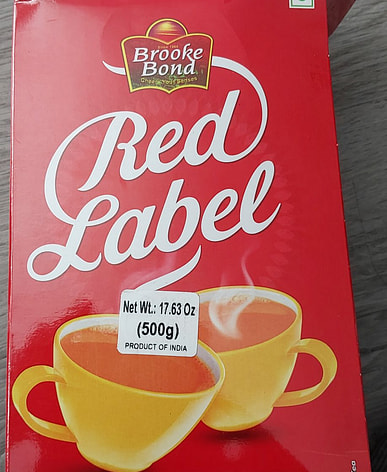 Brooke
Bond
Red
Label
Net Wt.: 17.63 Oz
(500g)
PRODUCT OF INDIA